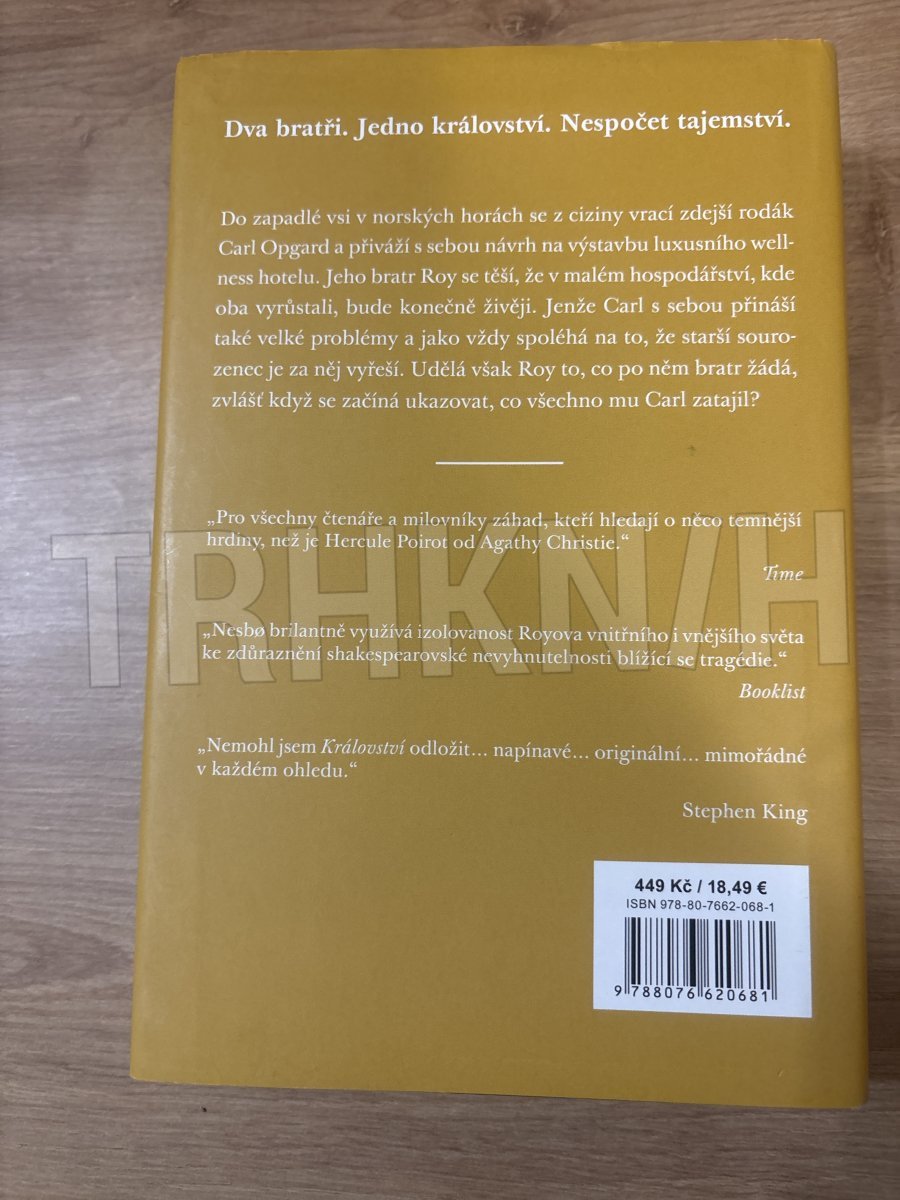 Dva bratři. Jedno království. Nespočet tajemství.
Do zapadlé vsi v norských horách se z ciziny vrací zdejší rodák
Carl Opgard a přiváží s sebou návrh na výstavbu luxusního well-
ness hotelu. Jeho bratr Roy se těší, že v malém hospodářství, kde
oba vyrůstali, bude konečně živěji. Jenže Carl s sebou přináší
také velké problémy a jako vždy spoléhá na to, že starší souro-
zenec je za něj vyřeší. Udělá však Roy to, co po něm bratr žádá,
zvlášť když se začíná ukazovat, co všechno mu Carl zatajil?
„Pro všechny čtenáře a milovníky záhad, kteří hledají o něco temnější
hrdiny, než je Hercule Poirot od Agathy Christie.“
Time
TRHKN/H
„Nesbø brilantně využívá izolovanost Royova vnitřního i vnějšího světa
ke zdůraznění shakespearovské nevyhnutelnosti blížící se tragédie.“
Booklist
„Nemohl jsem Království odložit... napínavé... originální... mimořádné
v každém ohledu.“
Stephen King
449 Kč / 18,49 €
ISBN 978-80-7662-068-1
9 788076 620681